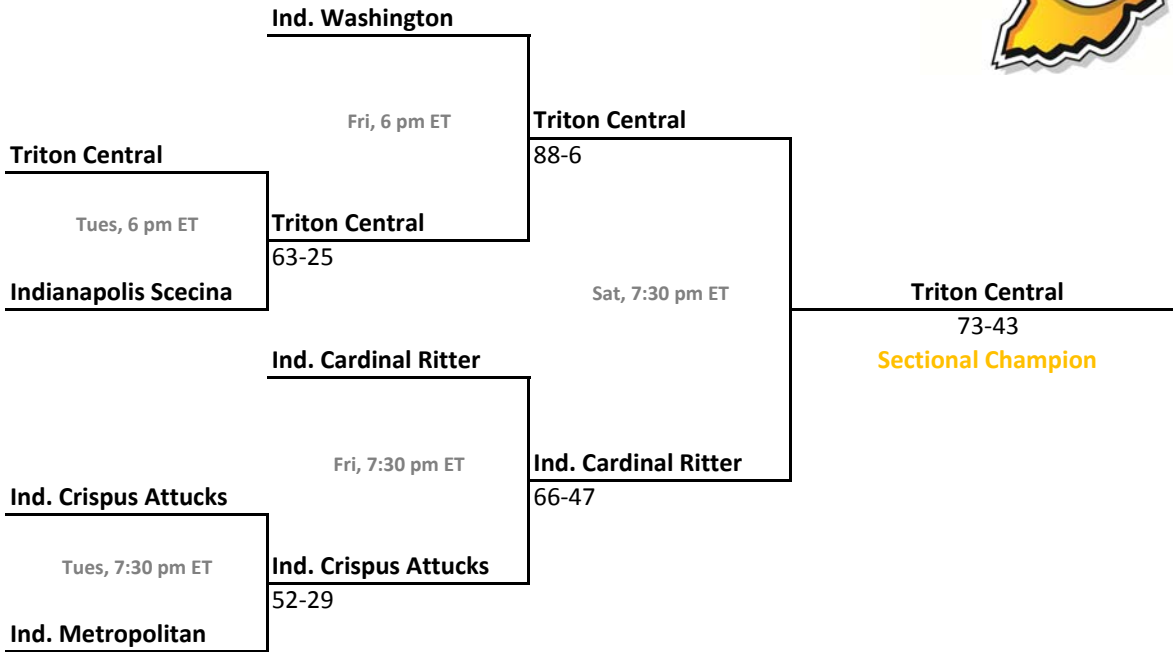 Ind. Washington
Fri, 6 pm ET
Triton Central
Triton Central
88-6
Tues, 6 pm ET
Triton Central
63-25
Indianapolis Scecina
Sat, 7:30 pm ET
Triton Central
73-43
Ind. Cardinal Ritter
Sectional Champion
Fri, 7:30 pm ET
Ind. Cardinal Ritter
Ind. Crispus Attucks
66-47
Tues, 7:30 pm ET
Ind. Crispus Attucks
52-29
Ind. Metropolitan